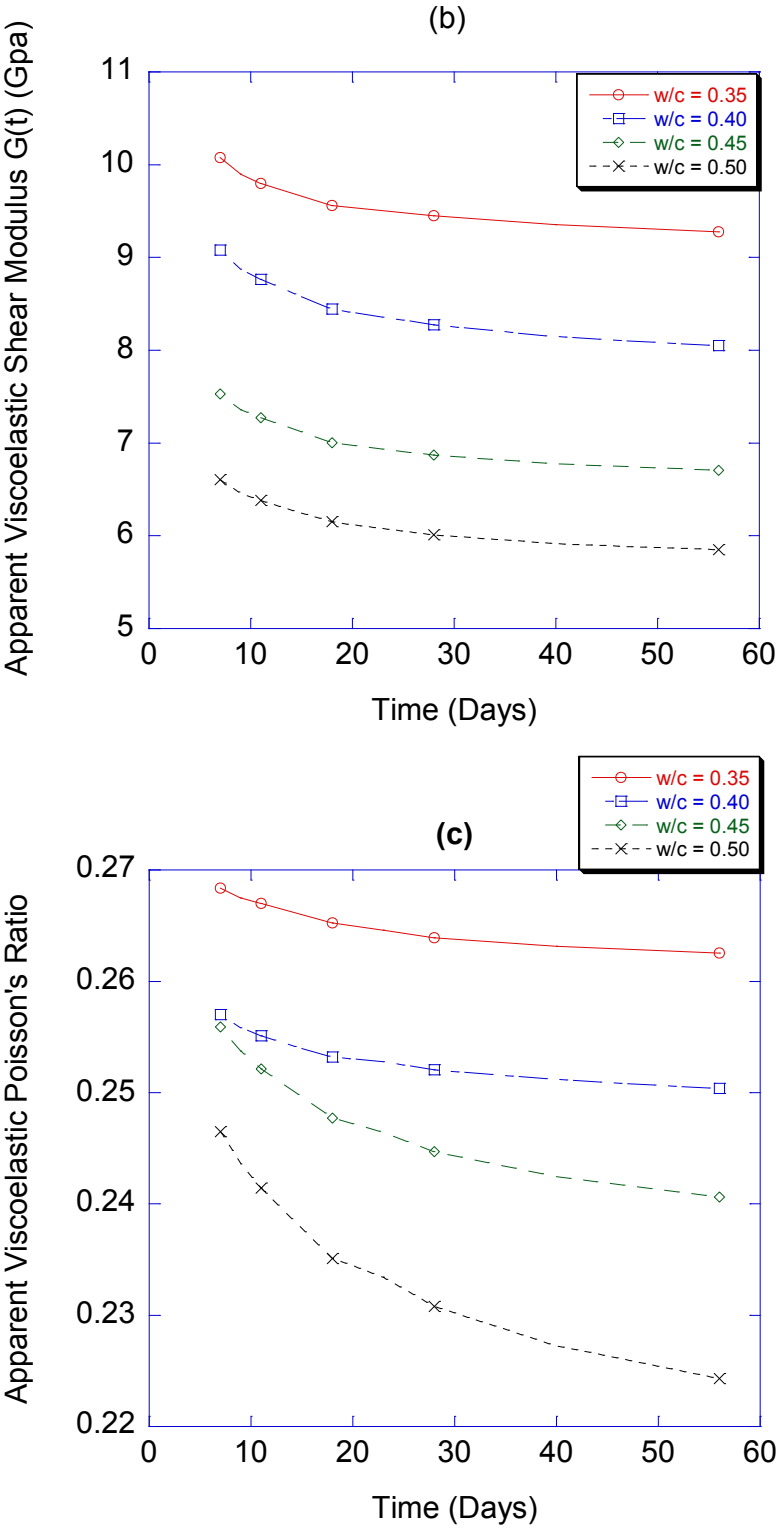 (b)
Apparent Viscoelastic Shear Modulus G(t) (Gpa)
11
10
9
8
7
6
5
w/c = 0.35
w/c = 0.40
w/c = 0.45
w/c = 0.50
0 10 20 30 40 50 60
Time (Days)
w/c = 0.35
w/c = 0.40
w/c = 0.45
w/c = 0.50
(c)
Apparent Viscoelastic Poisson's Ratio
0.27
0.26
0.25
0.24
0.23
0.22
0 10 20 30 40 50 60
Time (Days)